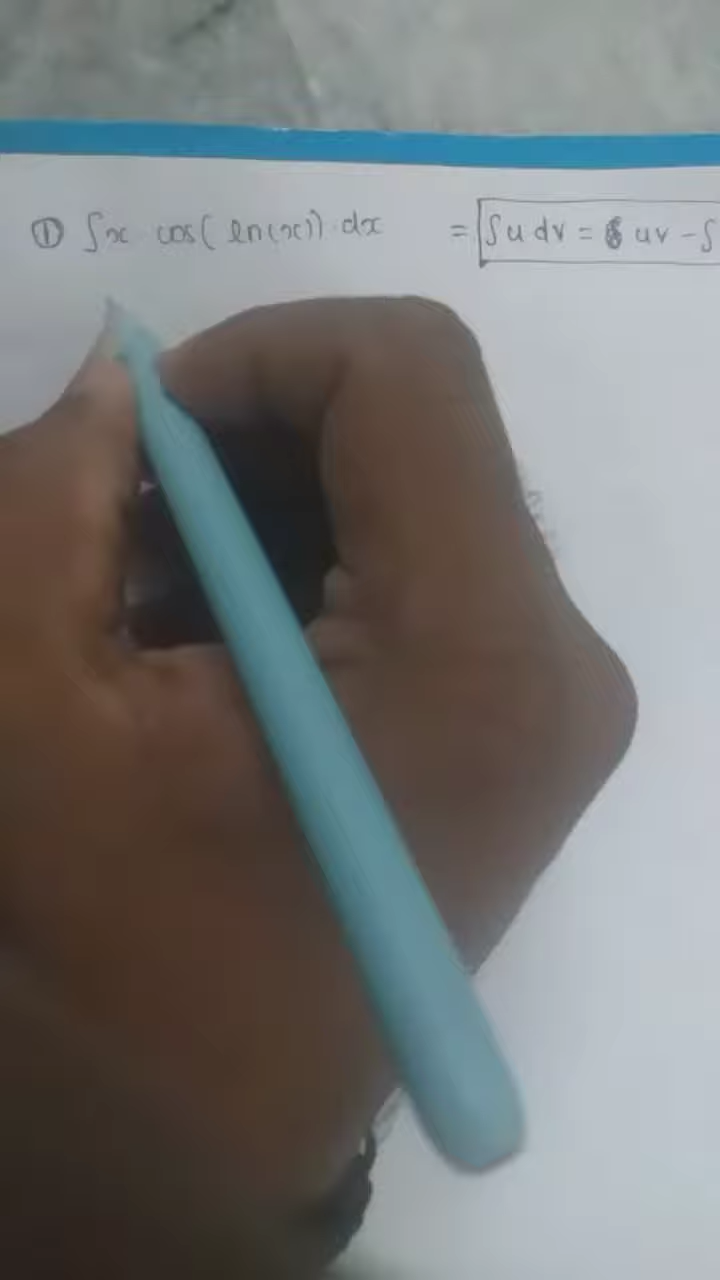 ① ∫x cos(ln(x)).dx = ∫u dv = uv - ∫